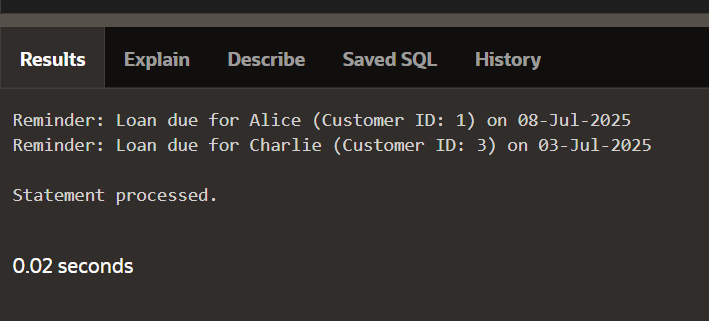 Results Explain Describe Saved SQL History
Reminder: Loan due for Alice (Customer ID: 1) on 08-Jul-2025
Reminder: Loan due for Charlie (Customer ID: 3) on 03-Jul-2025
Statement processed.
0.02 seconds